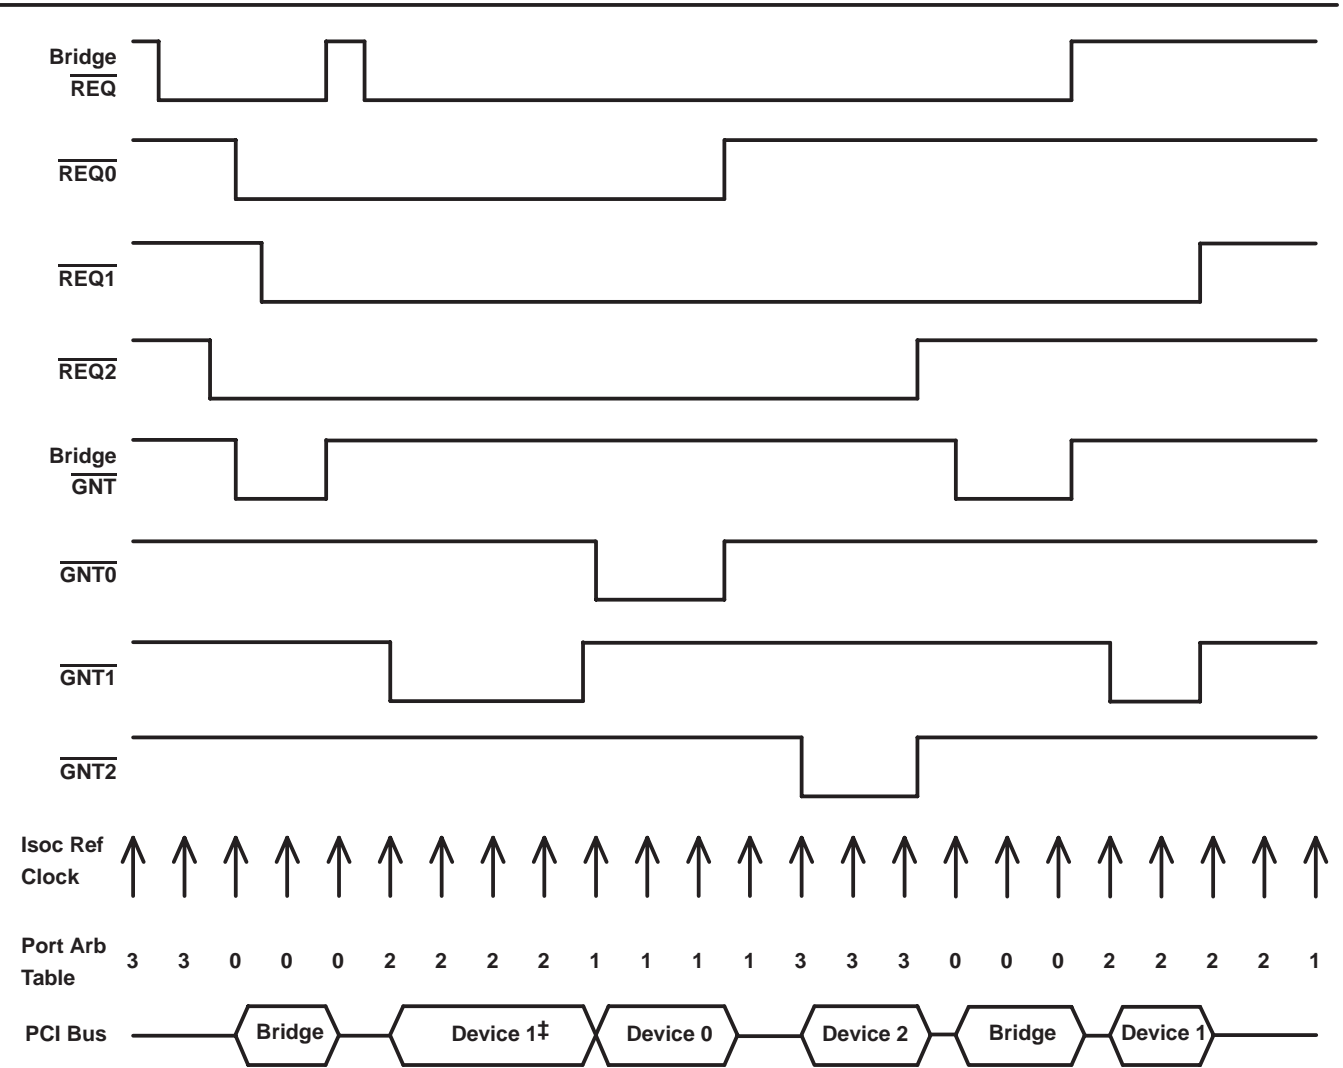 Bridge
REQ
REQ0
REQ1
REQ2
Bridge
GNT
GNT0
GNT1
GNT2
Isoc Ref
Clock
Port Arb
Table
3 3 0 0 0 2 2 2 2 1 1 1 1 3 3 3 0 0 0 2 2 2 2 1
PCI Bus
Bridge Device 1‡ Device 0 Device 2 Bridge Device 1